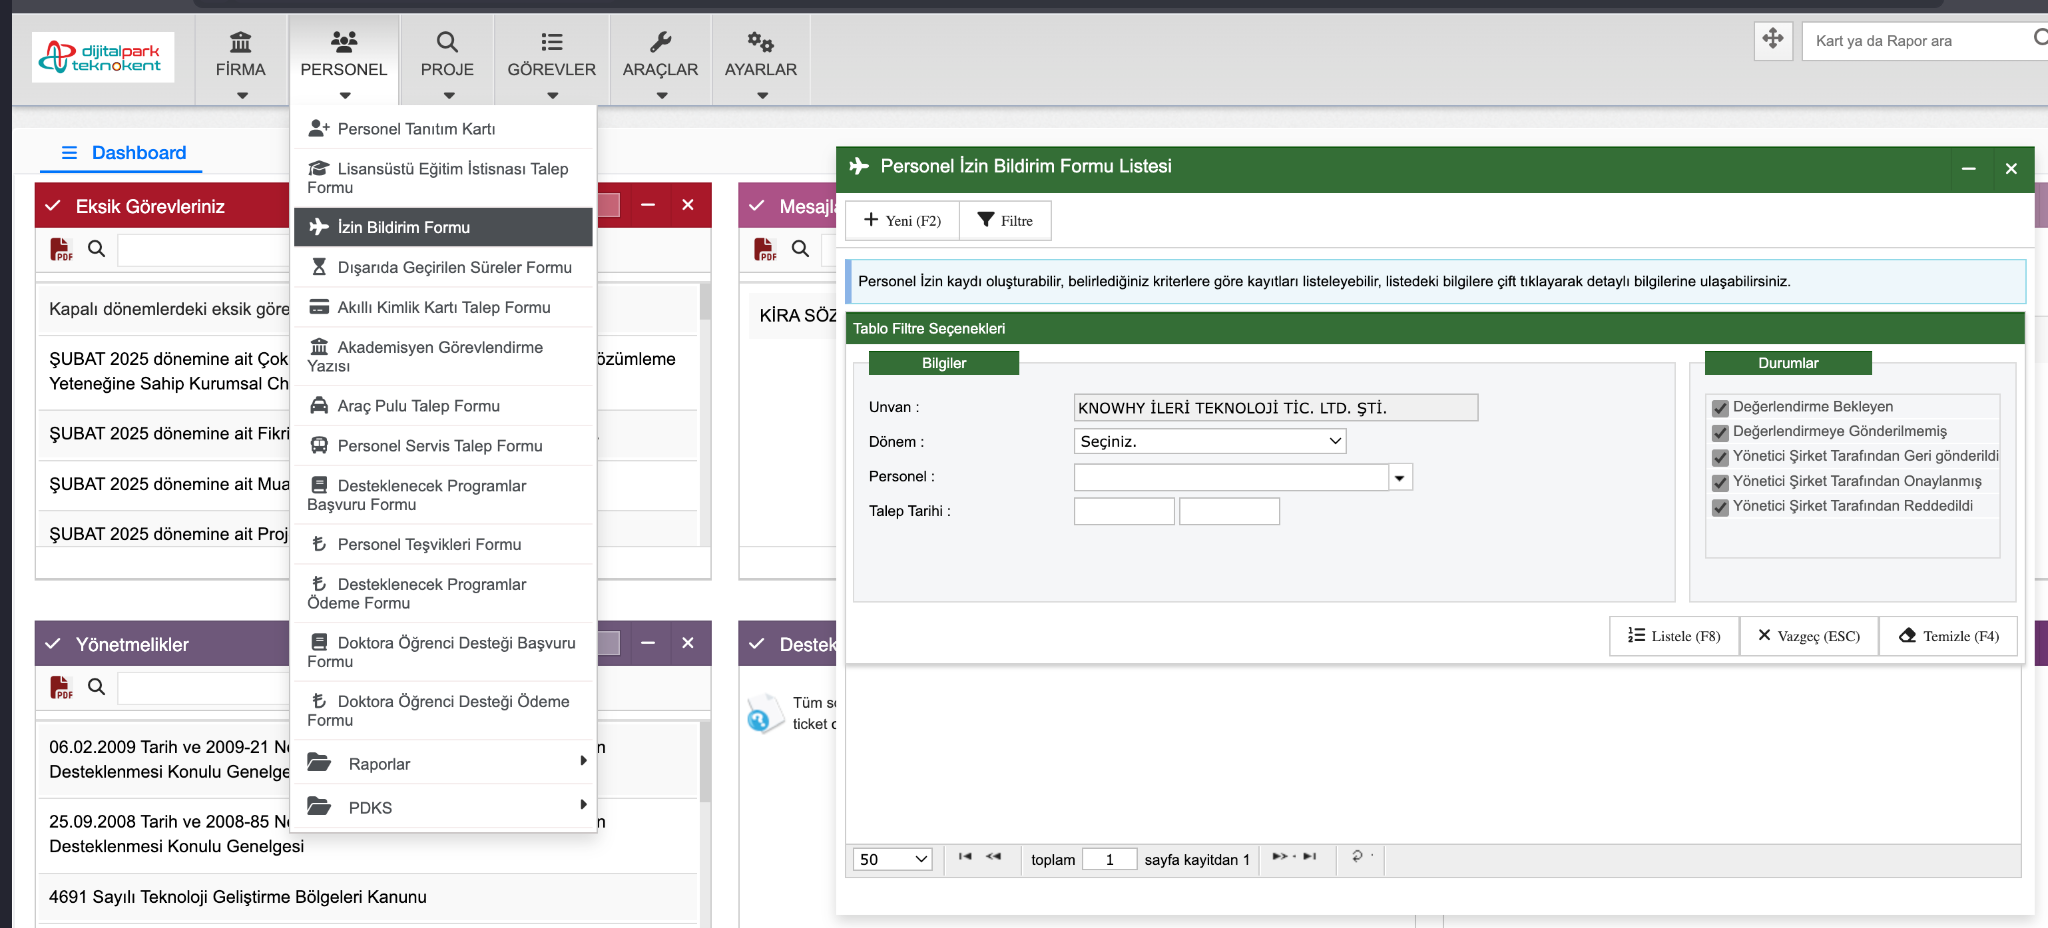 dijitalpark
teknokent
FİRMA
PERSONEL
PROJE
GÖREVLER
ARAÇLAR
AYARLAR
Kart ya da Rapor ara
Dashboard
Eksik Görevleriniz
PDF
Kapalı dönemlerdeki eksik
ŞUBAT 2025 dönemine ait Çok
özümleme
Yeteneğine Sahip Kurumsal
ŞUBAT 2025 dönemine ait
ŞUBAT 2025 dönemine ait
ŞUBAT 2025 dönemine ait
Yönetmelikler
PDF
06.02.2009 Tarih ve 2009-21
Desteklenmesi Konulu
25.09.2008 Tarih ve 2008-85
Desteklenmesi Konulu Genelgesi
4691 Sayılı Teknoloji Geliştirme Bölgeleri Kanunu
Personel Tanıtım Kartı
Lisansüstü Eğitim İstisnası Talep
Formu
İzin Bildirim Formu
Dışarıda Geçirilen Süreler Formu
Akıllı Kimlik Kartı Talep Formu
Akademisyen Görevlendirme
Yazısı
Araç Pulu Talep Formu
Personel Servis Talep Formu
Desteklenecek Programlar
Başvuru Formu
Personel Teşvikleri Formu
Desteklenecek Programlar
Ödeme Formu
Doktora Öğrenci Desteği Başvuru
Formu
Doktora Öğrenci Desteği Ödeme
Formu
Raporlar
PDKS
PDF
KİRA
Tüm
ticket
Personel İzin Bildirim Formu Listesi
Yeni (F2)
Filtre
Personel İzin kaydı oluşturabilir, belirlediğiniz kriterlere göre kayıtları listeleyebilir, listedeki bilgilere çift tıklayarak detaylı bilgilerine ulaşabilirsiniz.
Tablo Filtre Seçenekleri
Bilgiler
Unvan :
KNOWHY İLERİ TEKNOLOJİ TİC. LTD. ŞTİ.
Dönem :
Seçiniz.
Personel :
Talep Tarihi :
Durumlar
Değerlendirme Bekleyen
Değerlendirmeye Gönderilmemiş
Yönetici Şirket Tarafından Geri gönderildi
Yönetici Şirket Tarafından Onaylanmış
Yönetici Şirket Tarafından Reddedildi
Listele (F8)
Vazgeç (ESC)
Temizle (F4)
50
toplam
1
sayfa kayitdan 1